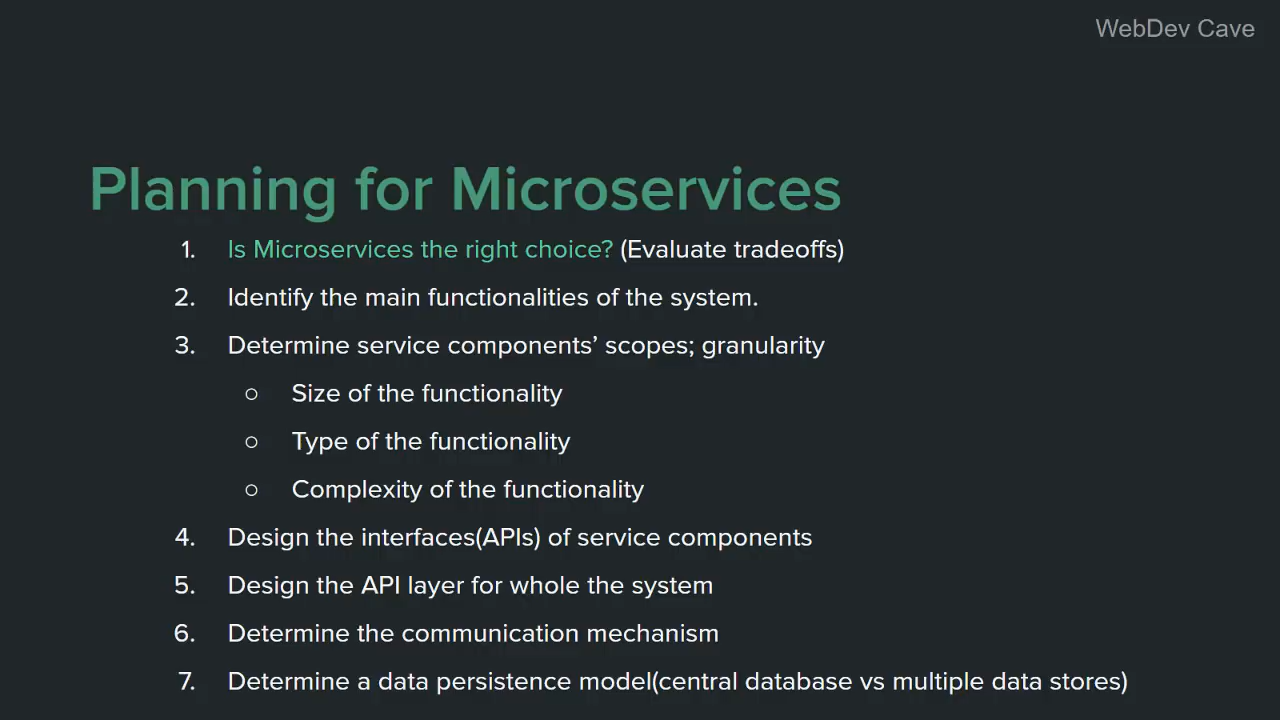 WebDev Cave
Planning for Microservices
1. Is Microservices the right choice? (Evaluate tradeoffs)
2. Identify the main functionalities of the system.
3. Determine service components’ scopes; granularity
○ Size of the functionality
○ Type of the functionality
○ Complexity of the functionality
4. Design the interfaces(APIs) of service components
5. Design the API layer for whole the system
6. Determine the communication mechanism
7. Determine a data persistence model(central database vs multiple data stores)